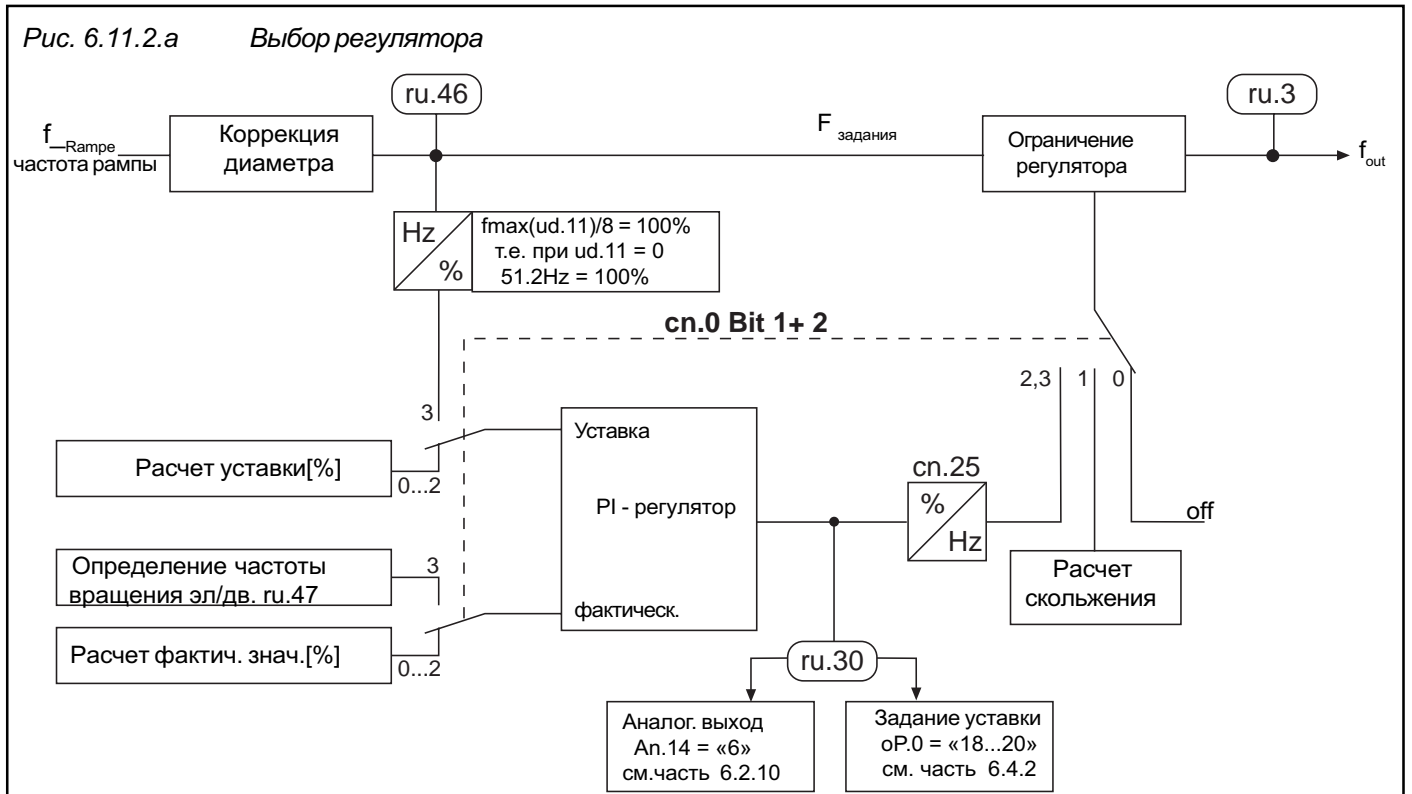 Рис. 6.11.2.a Выбор регулятора
ru.46
ru.3
f_Rampe
частота рампы
Коррекция
диаметра
F задания
Ограничение
регулятора
fout
Hz
%
fmax(ud.11)/8 = 100%
т.е. при ud.11 = 0
51.2Hz = 100%
cn.0 Bit 1+ 2
2,3 1 0
3
Расчет уставки[%]
0...2
Уставка
PI - регулятор
фактическ.
cn.25
%
Hz
off
Определение частоты
вращения эл/дв. ru.47
3
Расчет фактич. знач.[%]
0...2
Расчет
скольжения
ru.30
Аналог. выход
An.14 = «6»
см.часть 6.2.10
Задание уставки
oP.0 = «18...20»
см. часть 6.4.2